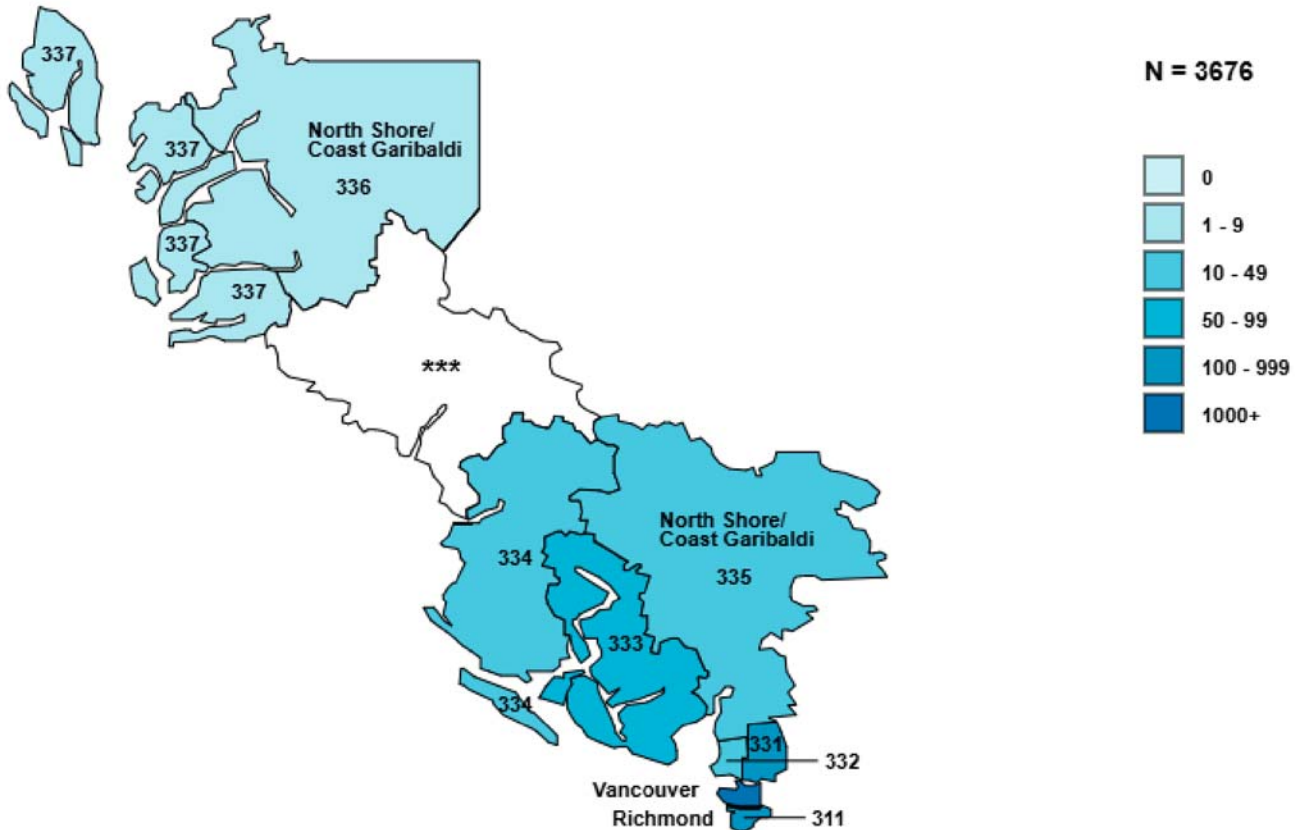 337
N = 3676
337
North Shore/
Coast Garibaldi
336
0
1 - 9
337
10 - 49
337
50 - 99
100 - 999
***
1000+
North Shore/
Coast Garibaldi
334
335
333
334
331
332
Vancouver
Richmond
311